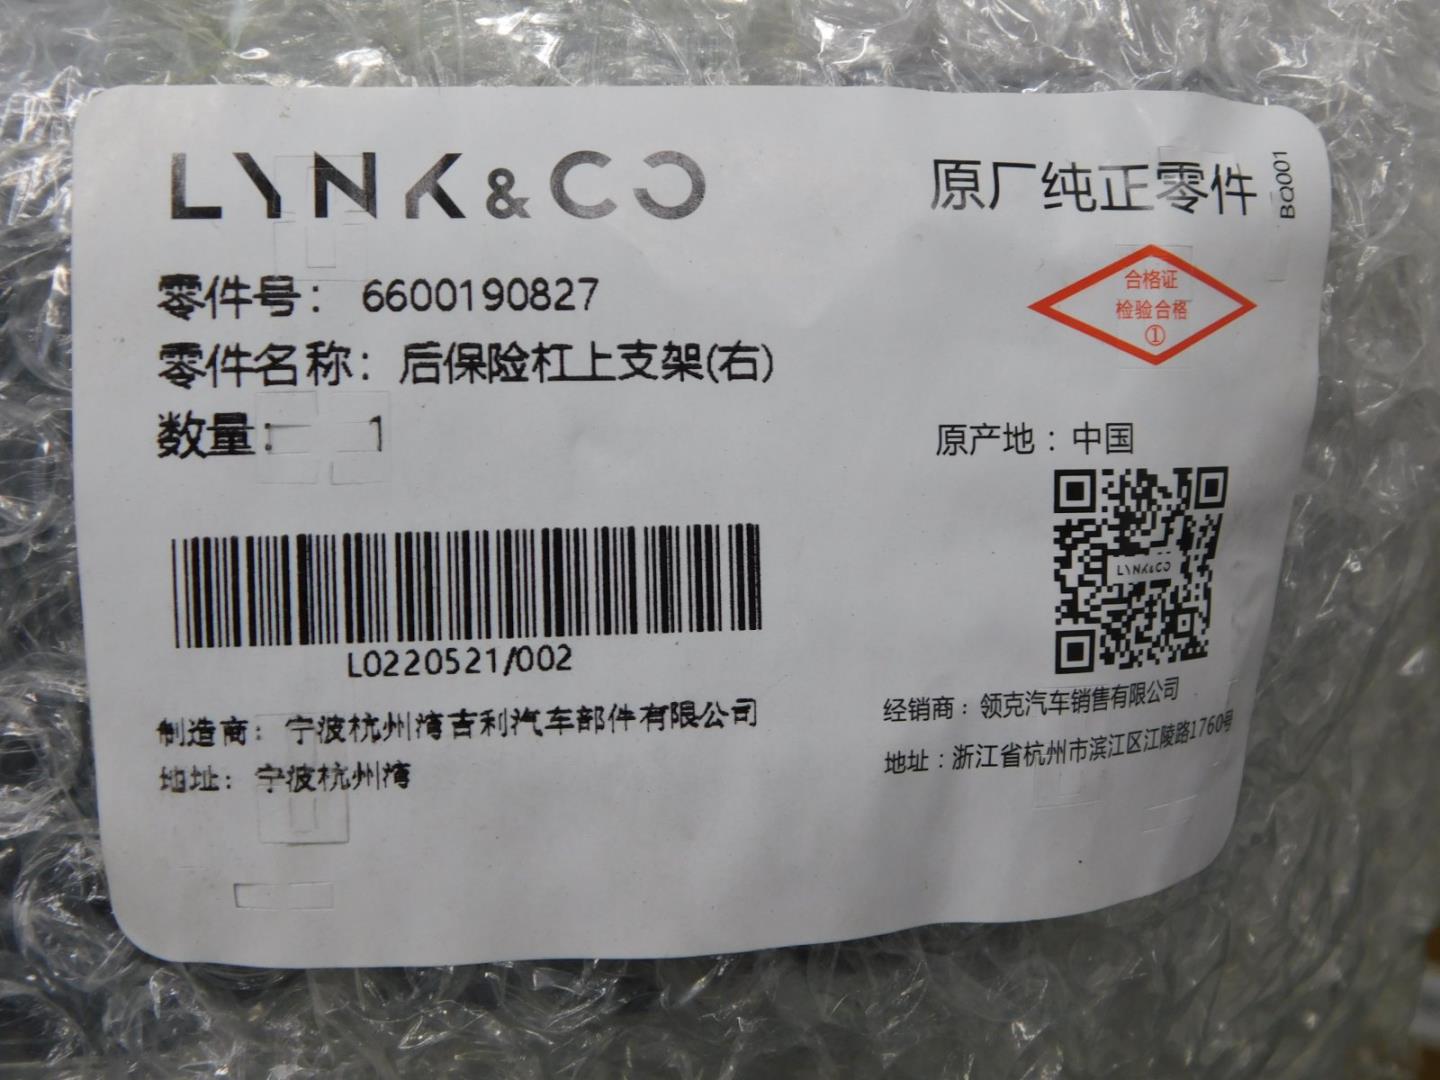 LYNK&CO
原厂纯正零件
BQ001
零件号：6600190827
零件名称：后保险杠上支架(右)
数量：1
合格证
检验合格
①
原产地：中国
LYNK&CO
L0220521/002
制造商：宁波杭州湾吉利汽车部件有限公司
地址：宁波杭州湾
经销商：领克汽车销售有限公司
地址：浙江省杭州市滨江区江陵路1760号